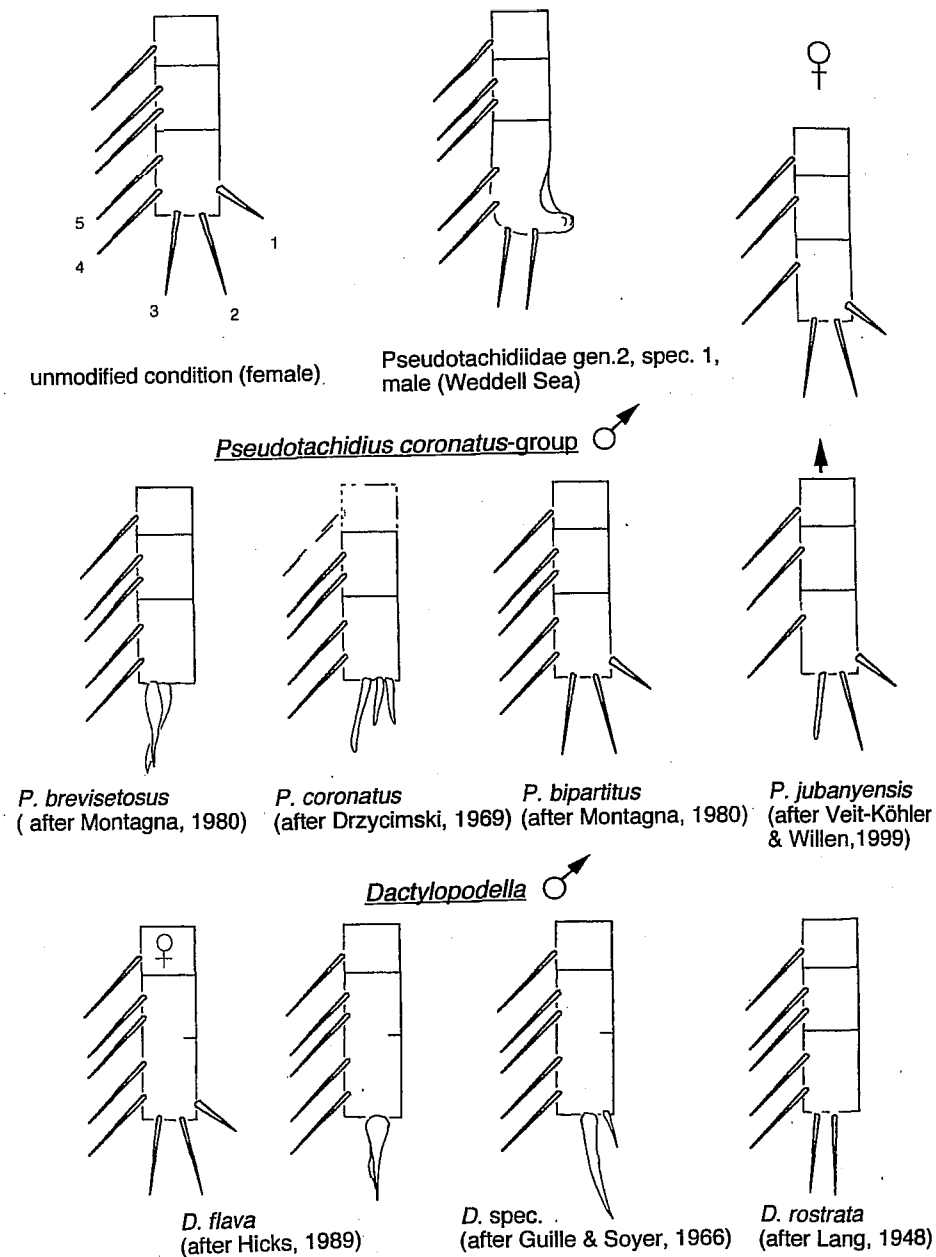 5
4
3
2
1
unmodified condition (female)
Pseudotachidiidae gen.2, spec. 1,
male (Weddell Sea)
♀
Pseudotachidius coronatus-group ♂
P. brevisetosus
( after Montagna, 1980)
P. coronatus
(after Drzycimski, 1969)
P. bipartitus
(after Montagna, 1980)
P. jubanyensis
(after Veit-Köhler
& Willen,1999)
Dactylopodella ♂
♀
D. flava
(after Hicks, 1989)
D. spec.
(after Guille & Soyer, 1966)
D. rostrata
(after Lang, 1948)